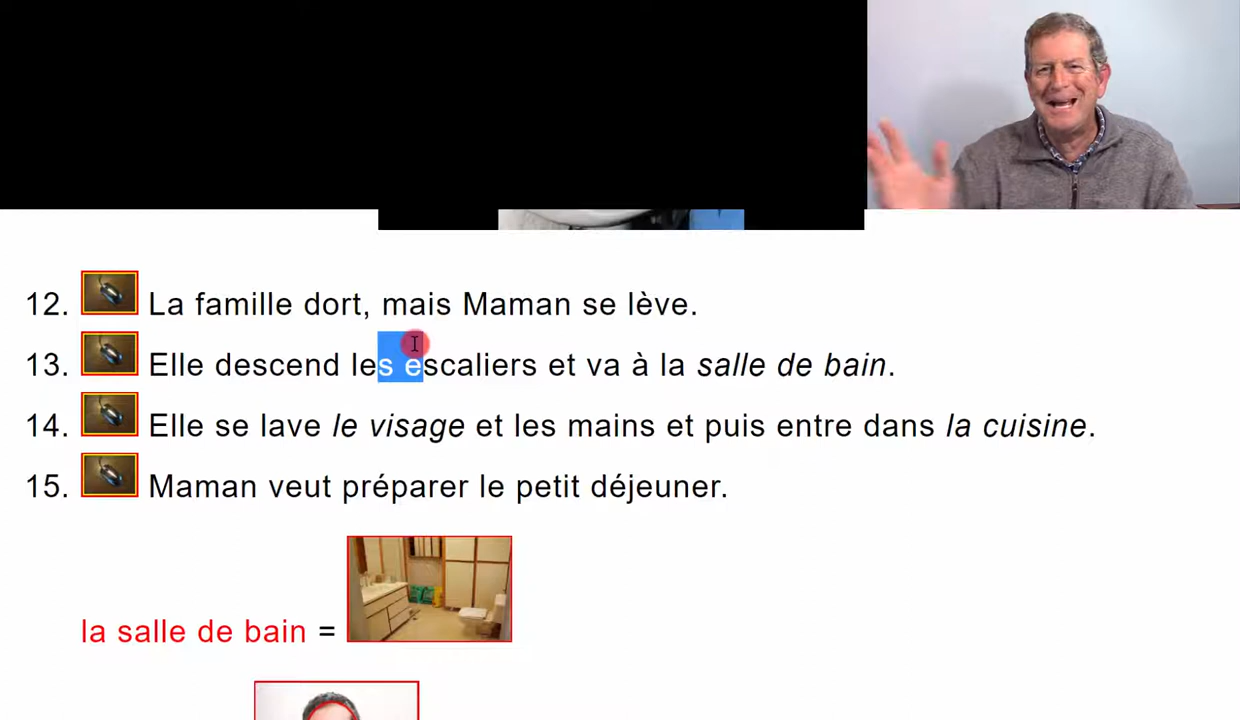 12. La famille dort, mais Maman se lève.
13. Elle descend les escaliers et va à la salle de bain.
14. Elle se lave le visage et les mains et puis entre dans la cuisine.
15. Maman veut préparer le petit déjeuner.
la salle de bain =